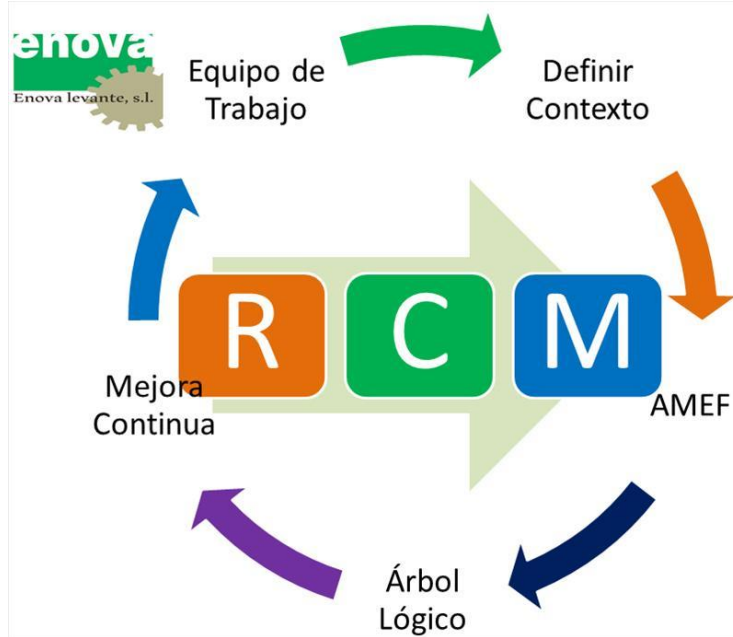 enova
Enova levante, s.l.
Equipo de
Trabajo
Definir
Contexto
R C M
Mejora
Continua
AMEF
Árbol
Lógico